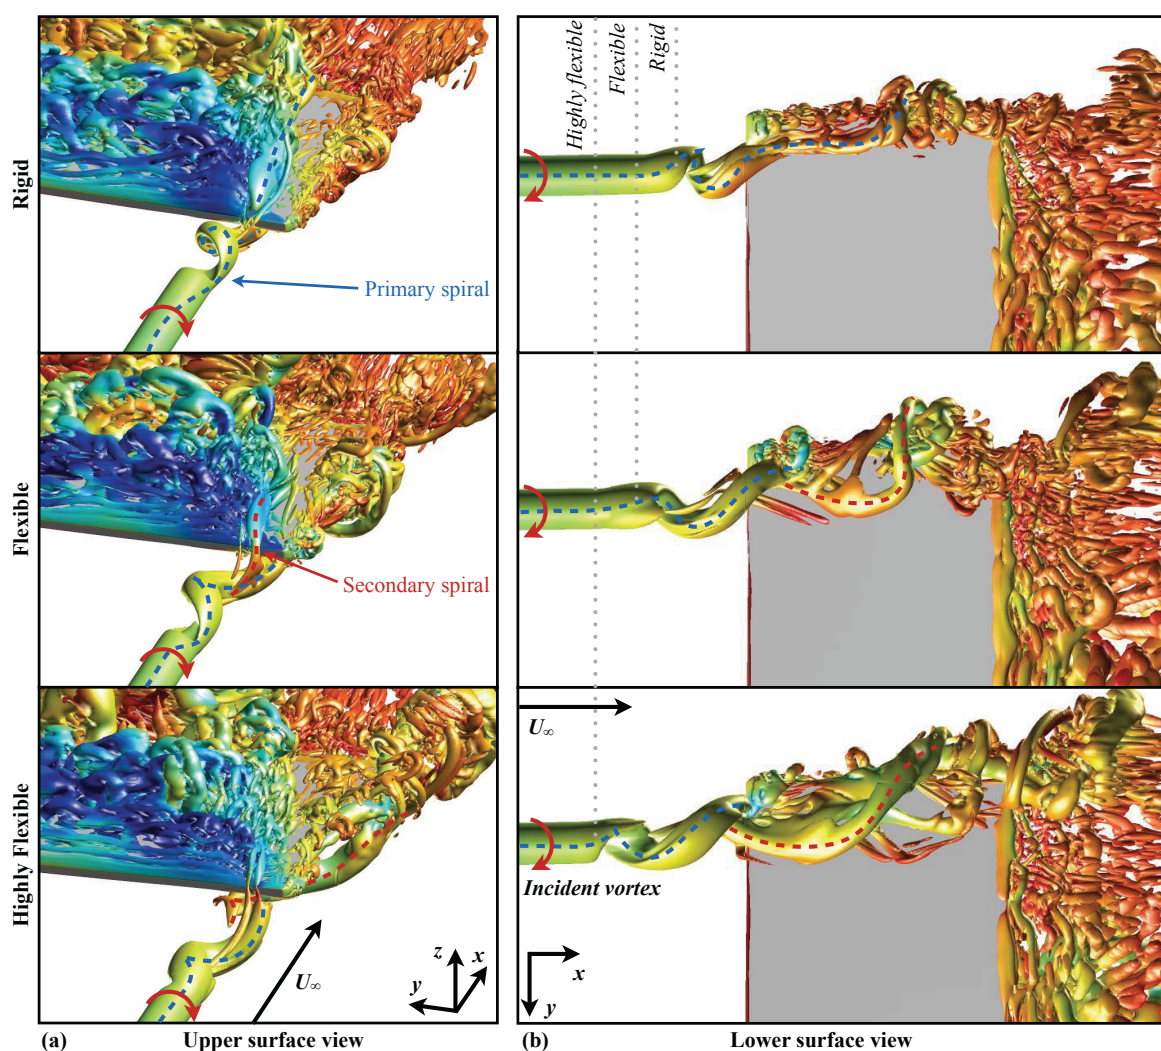 Rigid
Primary spiral
Flexible
Secondary spiral
Highly Flexible
U∞
z
x
y
(a)
Upper surface view
Highly flexible
Flexible
Rigid
U∞
Incident vortex
x
y
(b)
Lower surface view